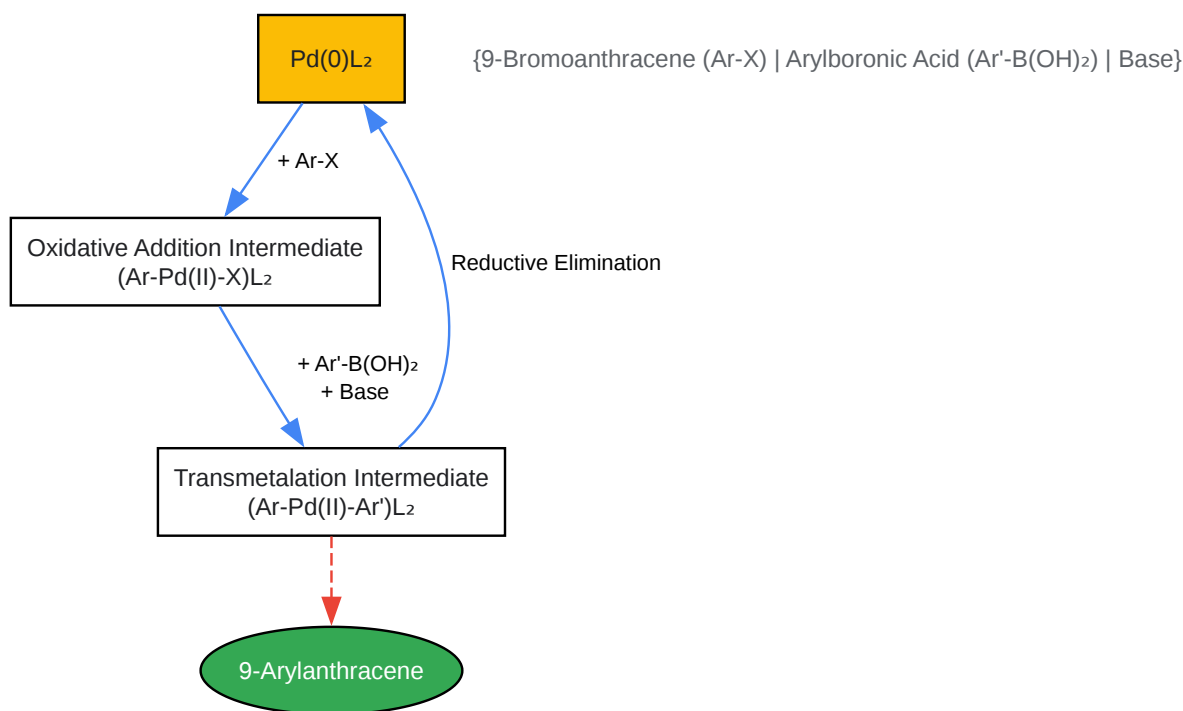 Pd(0)L₂
{9-Bromoanthracene (Ar-X) | Arylboronic Acid (Ar'-B(OH)₂) | Base}
+ Ar-X
Oxidative Addition Intermediate
(Ar-Pd(II)-X)L₂
Reductive Elimination
+ Ar'-B(OH)₂
+ Base
Transmetalation Intermediate
(Ar-Pd(II)-Ar')L₂
9-Arylanthracene